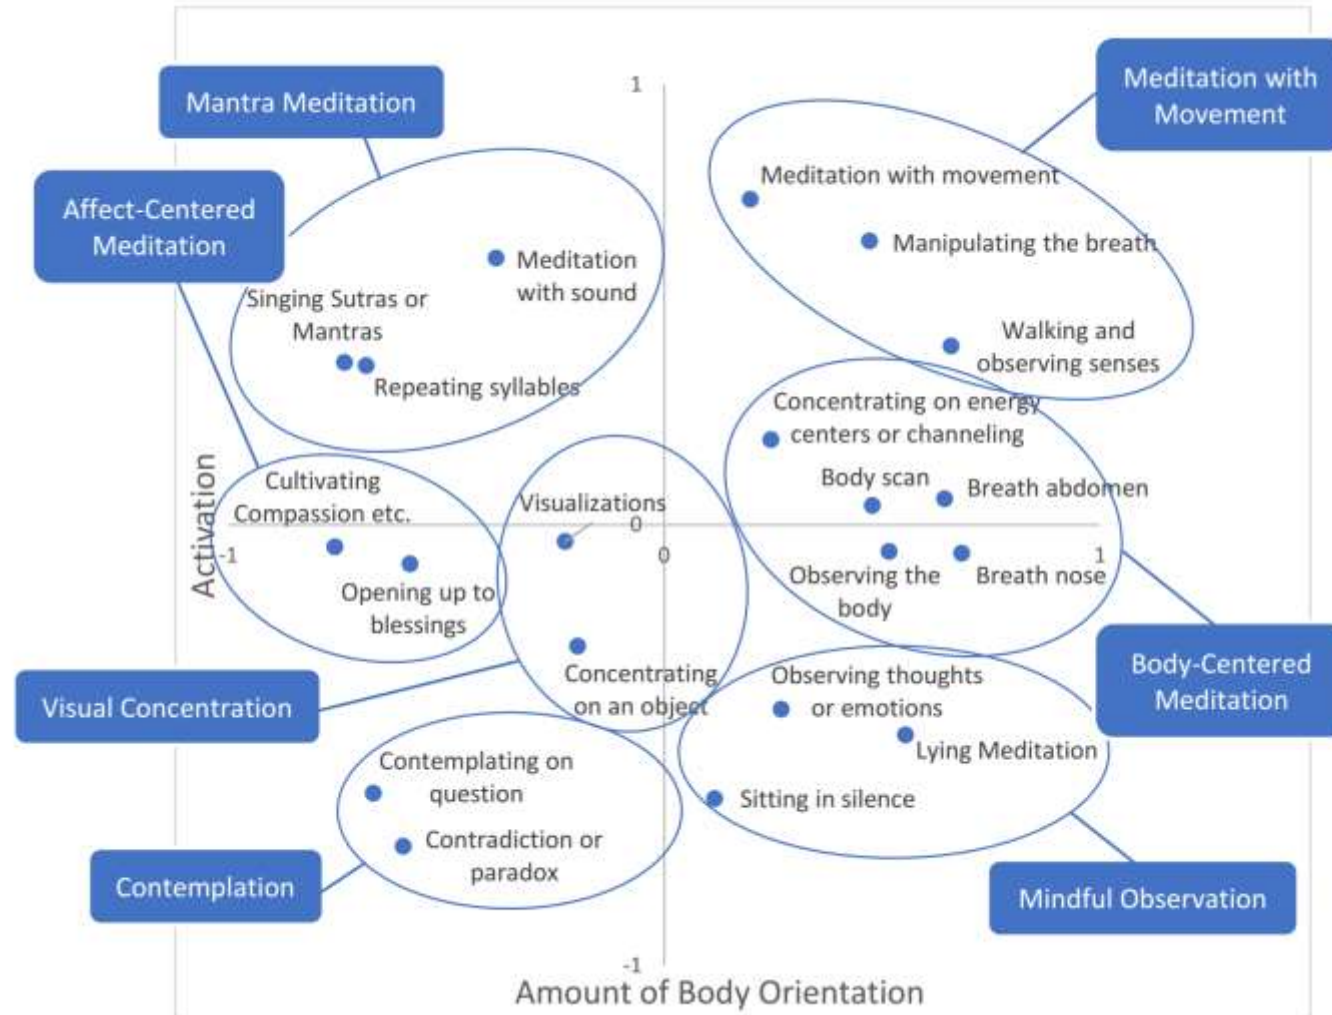 Mantra Meditation
Meditation with
Movement
Affect-Centered
Meditation
1
Meditation with movement
Manipulating the breath
Meditation
with sound
Singing Sutras or
Mantras
Repeating syllables
Walking and
observing senses
Concentrating on energy
centers or channeling
Body scan
Breath abdomen
Cultivating
Compassion etc.
Visualizations
Activation
0
-1
0
1
Opening up to
blessings
Observing the
body
Breath nose
Visual Concentration
Concentrating
on an object
Observing thoughts
or emotions
Lying Meditation
Body-Centered
Meditation
Contemplating on
question
Sitting in silence
Contradiction or
paradox
Contemplation
Mindful Observation
-1
Amount of Body Orientation